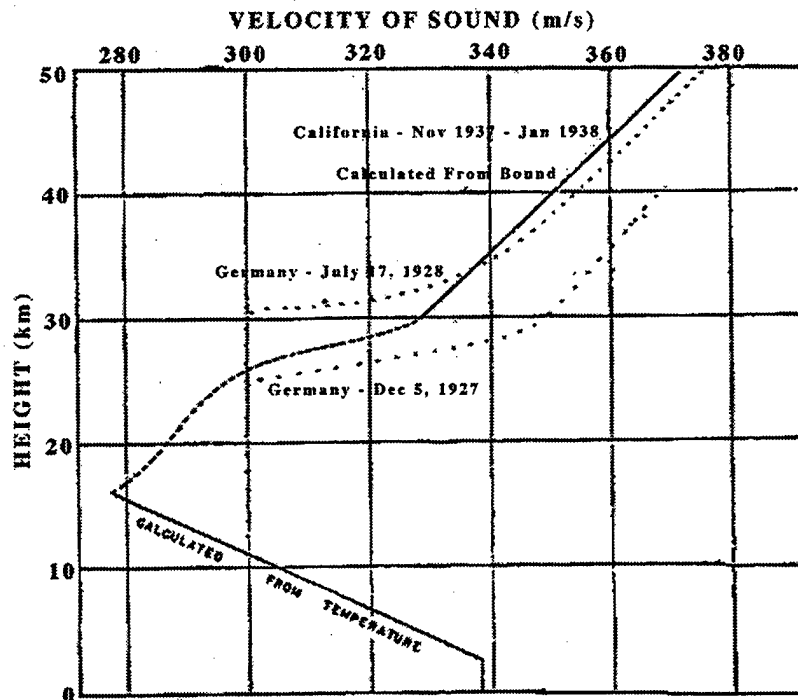 VELOCITY OF SOUND (m/s)
280 300 320 340 360 380
50
California - Nov 1937 - Jan 1938
Calculated From Bound
40
Germany - July 17, 1928
30
Germany - Dec 5, 1927
HEIGHT (km)
20
CALCULATED FROM TEMPERATURE
10
0